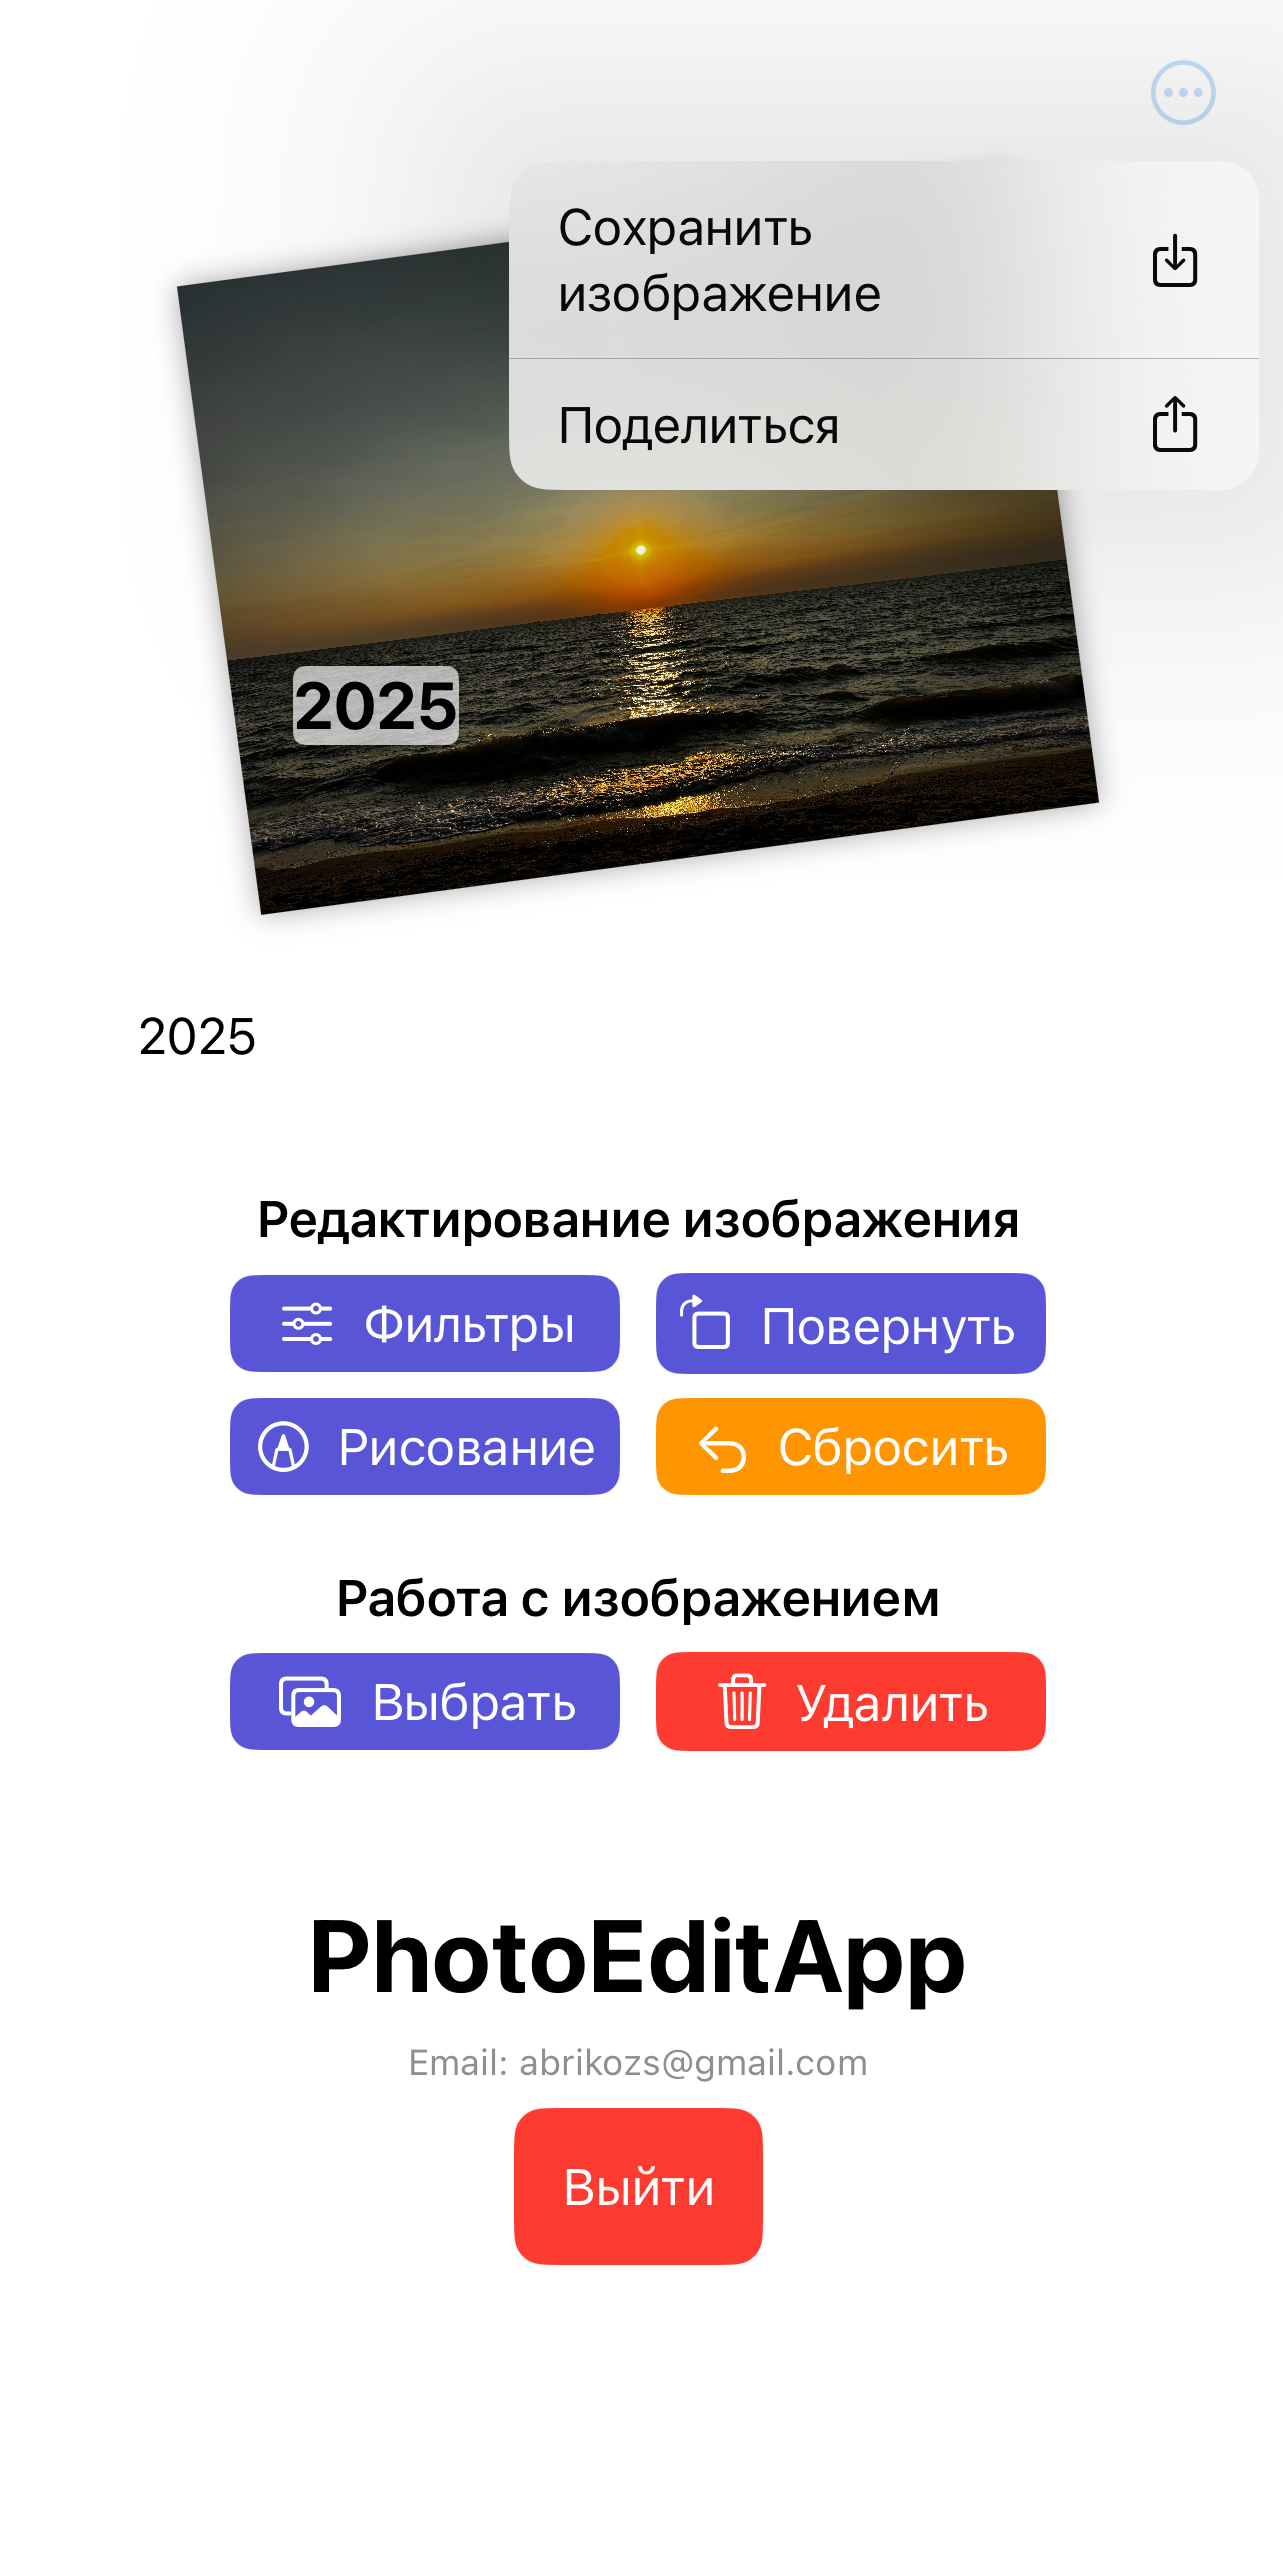 Сохранить
изображение
Поделиться
2025
2025
Редактирование изображения
Фильтры
Повернуть
Рисование
Сбросить
Работа с изображением
Выбрать
Удалить
PhotoEditApp
Email: abrikozs@gmail.com
Выйти